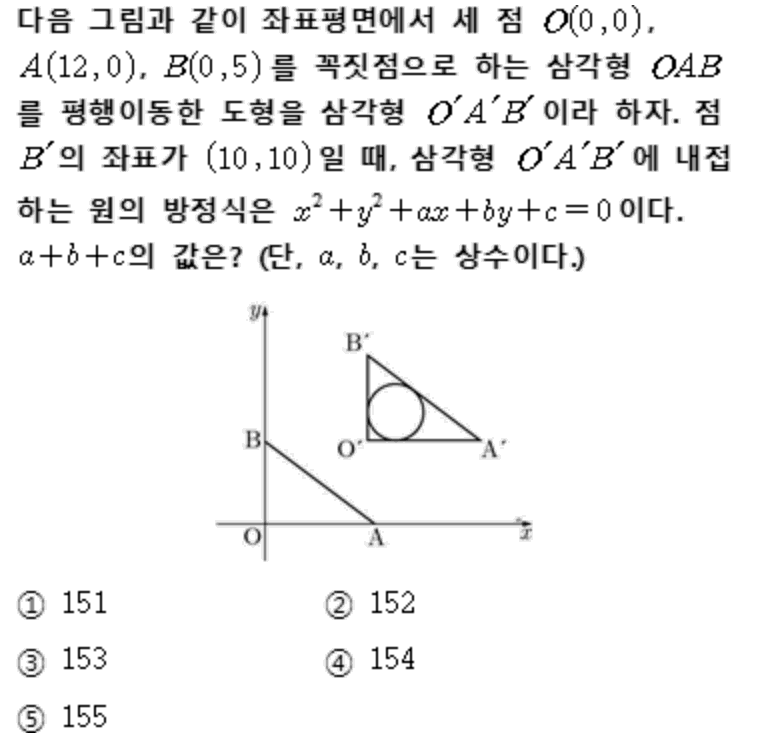 다음 그림과 같이 좌표평면에서 세 점 O(0,0),
A(12,0), B(0,5)를 꼭짓점으로 하는 삼각형 OAB
를 평행이동한 도형을 삼각형 O′A′B′이라 하자. 점
B′의 좌표가 (10,10)일 때, 삼각형 O′A′B′에 내접
하는 원의 방정식은 x²+y²+ax+by+c=0이다.
a+b+c의 값은? (단, a, b, c는 상수이다.)
y
B′
B
O′
A′
O
A
x
① 151
② 152
③ 153
④ 154
⑤ 155